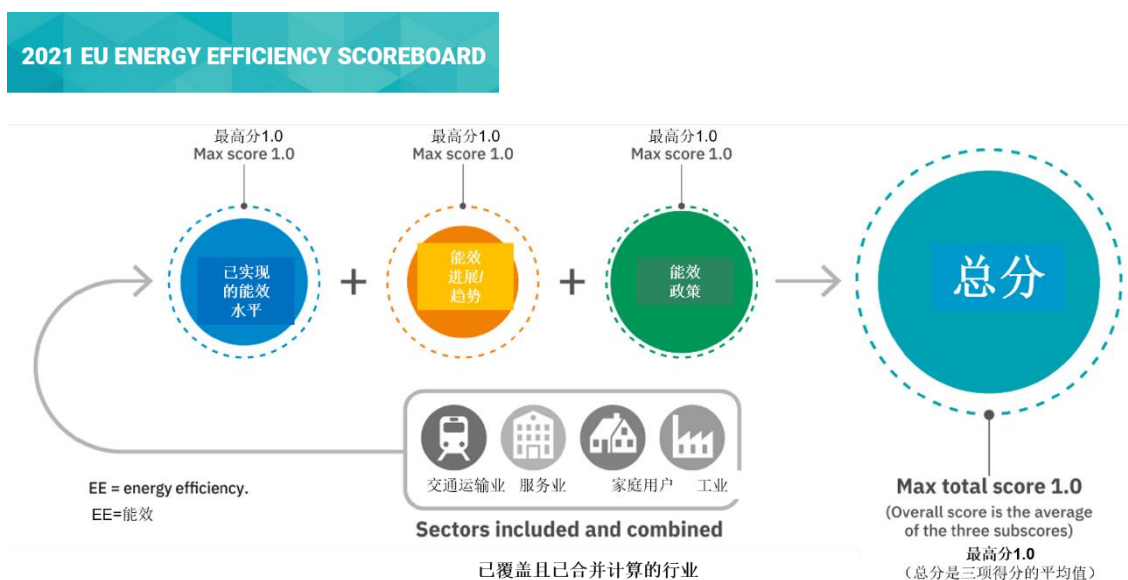 2021 EU ENERGY EFFICIENCY SCOREBOARD
最高分1.0
Max score 1.0
最高分1.0
Max score 1.0
最高分1.0
Max score 1.0
已实现
的能效
水平
+
能效
进展/
趋势
+
能效
政策
总分
交通运输业
服务业
家庭用户
工业
Sectors included and combined
已覆盖且已合并计算的行业
EE = energy efficiency.
EE=能效
Max total score 1.0
(Overall score is the average
of the three subscores)
最高分1.0
（总分是三项得分的平均值）